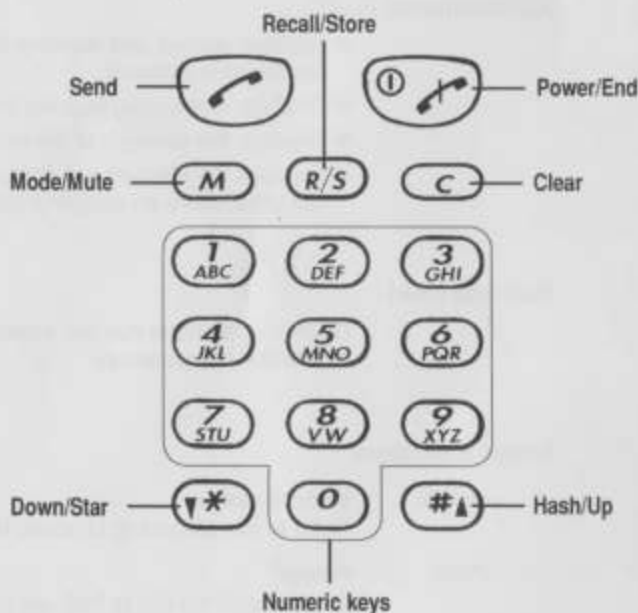 Recall/Store
Send
Power/End
Mode/Mute
M
R/S
C
Clear
1
ABC
2
DEF
3
GHI
4
JKL
5
MNO
6
PQR
7
STU
8
VW
9
XYZ
Down/Star
*
0
#
Hash/Up
Numeric keys